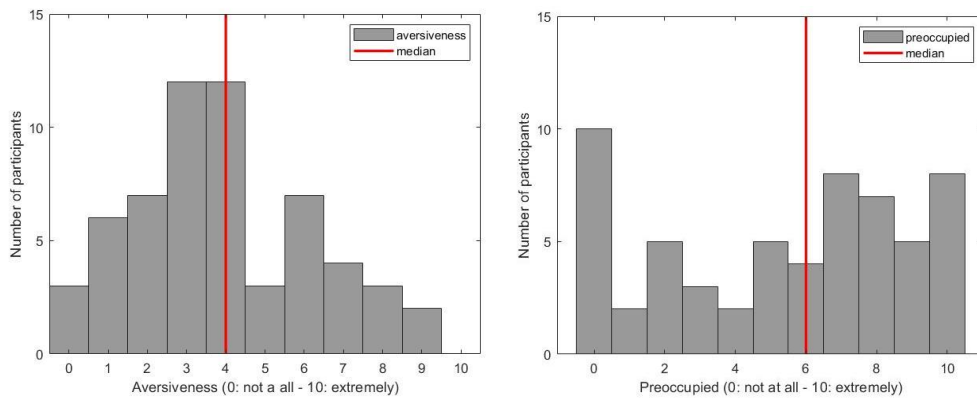 15
10
5
0
Number of participants
aversiveness
median
0 1 2 3 4 5 6 7 8 9 10
Aversiveness (0: not a all - 10: extremely)
15
10
5
0
Number of participants
preoccupied
median
0 2 4 6 8 10
Preoccupied (0: not at all - 10: extremely)